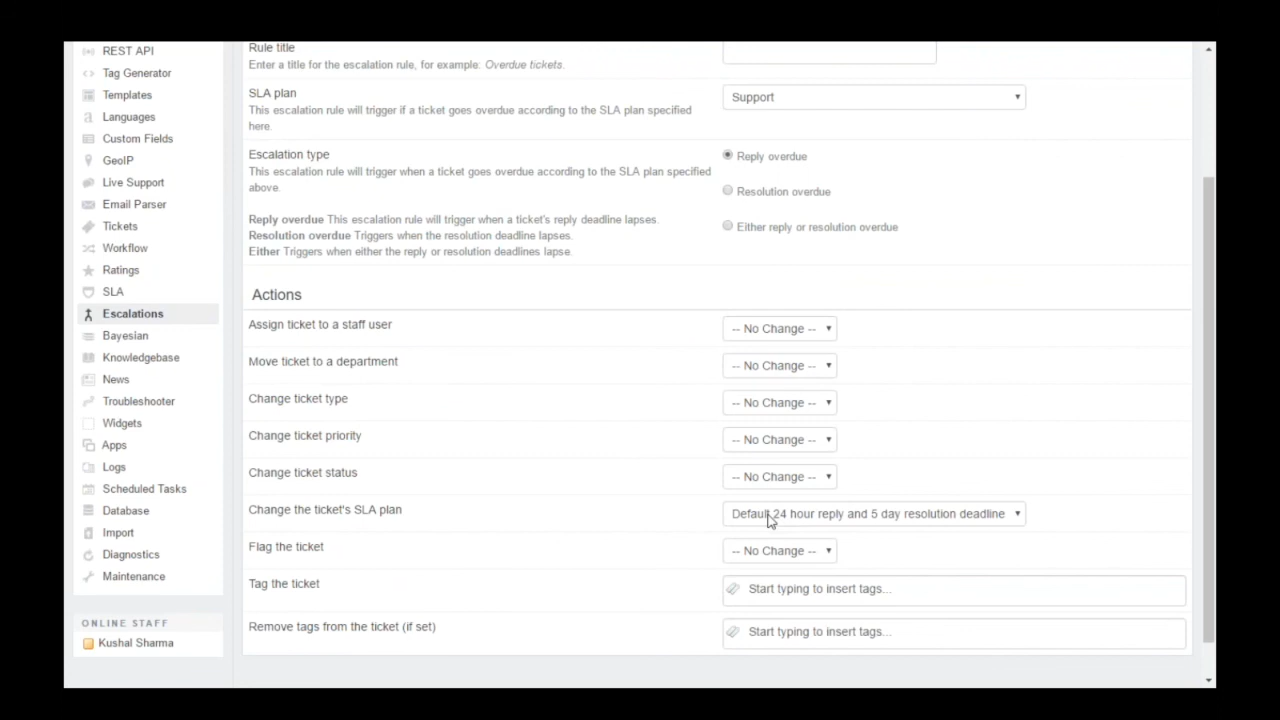 REST API
Tag Generator
Templates
Languages
Custom Fields
GeoIP
Live Support
Email Parser
Tickets
Workflow
Ratings
SLA
Escalations
Bayesian
Knowledgebase
News
Troubleshooter
Widgets
Apps
Logs
Scheduled Tasks
Database
Import
Diagnostics
Maintenance
ONLINE STAFF
Kushal Sharma
Rule title
Enter a title for the escalation rule, for example: Overdue tickets.
SLA plan
This escalation rule will trigger if a ticket goes overdue according to the SLA plan specified
here.
Support
Escalation type
This escalation rule will trigger when a ticket goes overdue according to the SLA plan specified
above.
Reply overdue This escalation rule will trigger when a ticket's reply deadline lapses.
Resolution overdue Triggers when the resolution deadline lapses.
Either Triggers when either the reply or resolution deadlines lapse.
Reply overdue
Resolution overdue
Either reply or resolution overdue
Actions
Assign ticket to a staff user
-- No Change --
Move ticket to a department
-- No Change --
Change ticket type
-- No Change --
Change ticket priority
-- No Change --
Change ticket status
-- No Change --
Change the ticket's SLA plan
Default 24 hour reply and 5 day resolution deadline
Flag the ticket
-- No Change --
Tag the ticket
Start typing to insert tags...
Remove tags from the ticket (if set)
Start typing to insert tags...